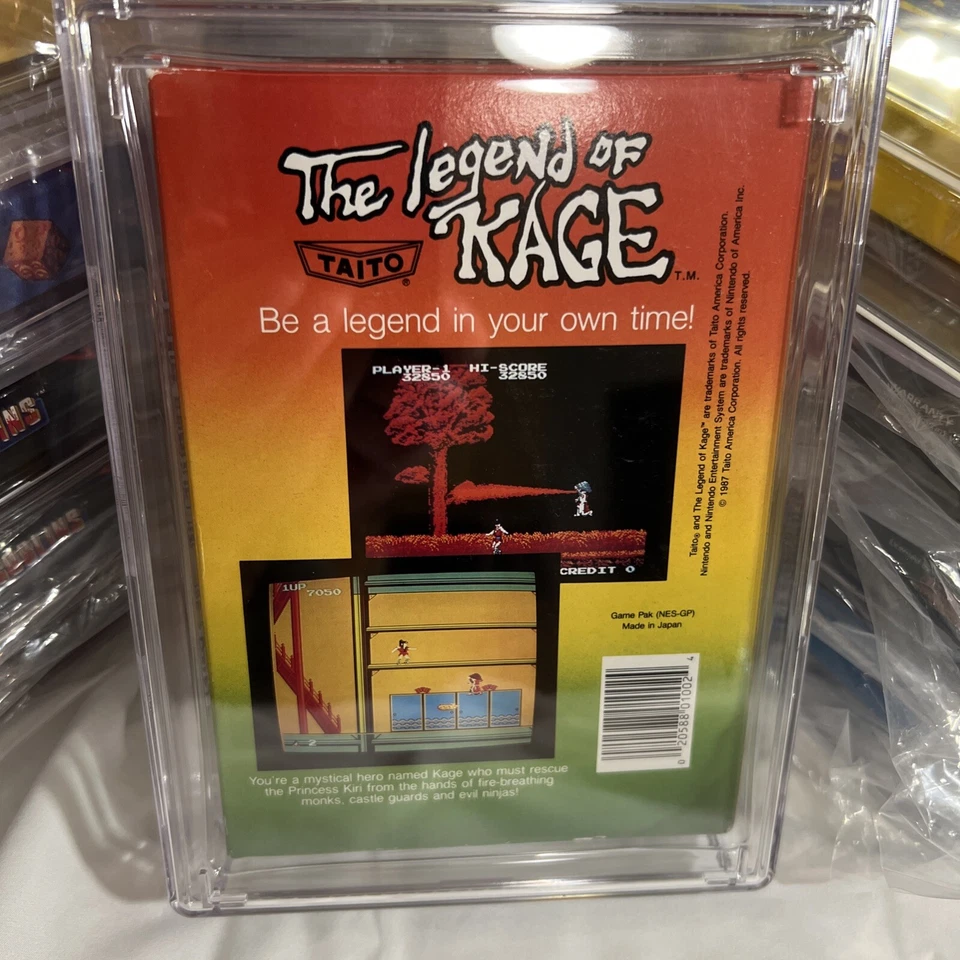 The legend of
KAGE
T.M.
TAITO®
Be a legend in your own time!
PLAYER-1 HI-SCORE
32850 32850
CREDIT 0
1UP
7050
You're a mystical hero named Kage who must rescue
the Princess Kiri from the hands of fire-breathing
monks, castle guards and evil ninjas!
Taito® and The Legend of Kage™ are trademarks of Taito America Corporation.
Nintendo and Nintendo Entertainment System are trademarks of Nintendo of America Inc.
© 1987 Taito America Corporation. All rights reserved.
Game Pak (NES-GP)
Made in Japan
0 20588 01002 4